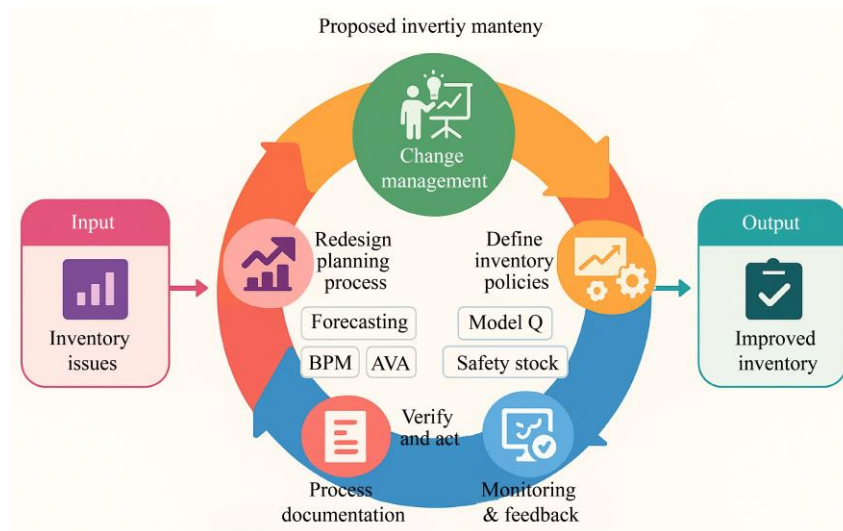 Proposed invertiy manteny
Change
management
Input
Inventory
issues
Redesign
planning
process
Forecasting
BPM
AVA
Define
inventory
policies
Model Q
Safety stock
Output
Improved
inventory
Verify
and act
Process
documentation
Monitoring
& feedback